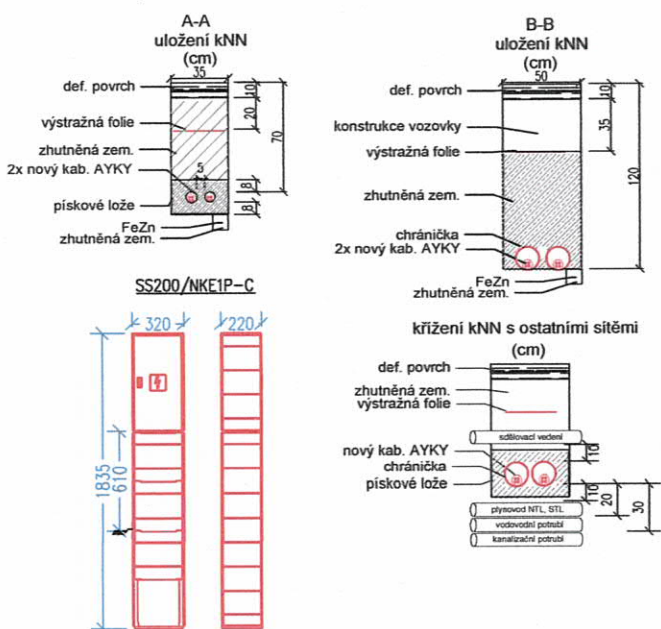 A-A
uložení kNN
(cm)
35
def. povrch
10
20
70
výstražná folie
zhutněná zem.
2x nový kab. AYKY
5
8
pískové lože
8
FeZn
zhutněná zem.
B-B
uložení kNN
(cm)
50
def. povrch
10
konstrukce vozovky
35
výstražná folie
120
zhutněná zem.
chránička
2x nový kab. AYKY
FeZn
zhutněná zem.
SS200/NKE1P-C
320
220
1835
610
křížení kNN s ostatními sítěmi
(cm)
def. povrch
zhutněná zem.
výstražná folie
sdělovací vedení
10
nový kab. AYKY
chránička
pískové lože
10
20
30
plynovod NTL, STL
vodovodní potrubí
kanalizační potrubí